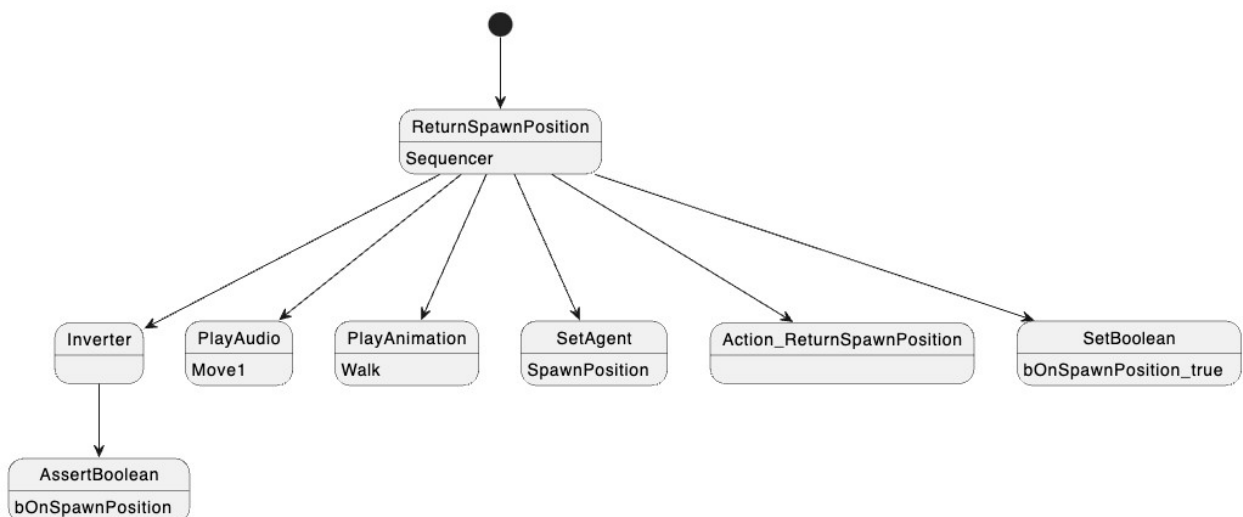 ReturnSpawnPosition
Sequencer
Inverter
PlayAudio
Move1
PlayAnimation
Walk
SetAgent
SpawnPosition
Action_ReturnSpawnPosition
SetBoolean
bOnSpawnPosition_true
AssertBoolean
bOnSpawnPosition